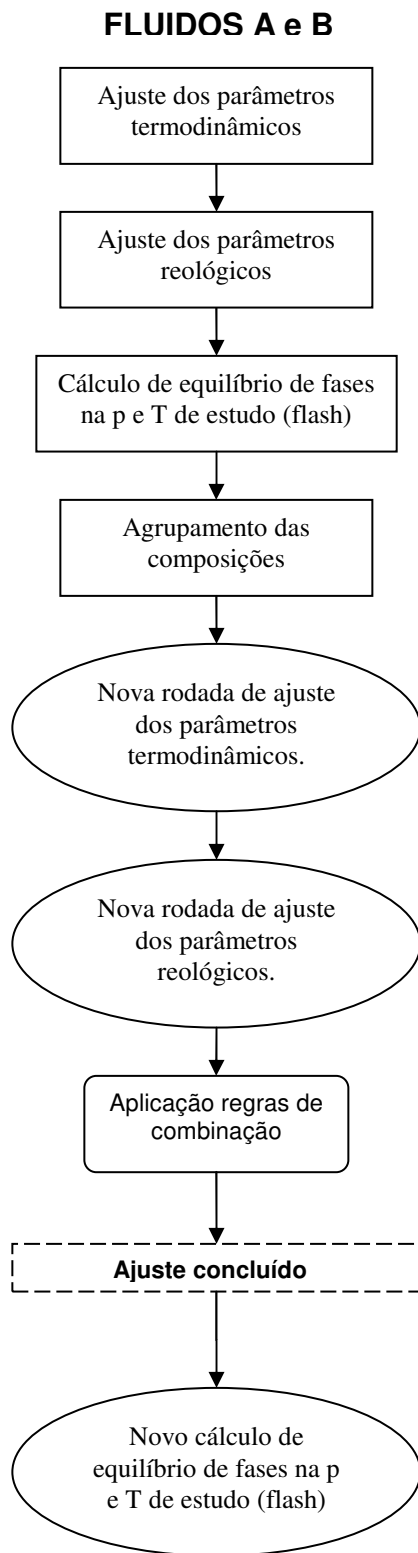 FLUIDOS A e B
Ajuste dos parâmetros
termodinâmicos
Ajuste dos parâmetros
reológicos
Cálculo de equilíbrio de fases
na p e T de estudo (flash)
Agrupamento das
composições
Nova rodada de ajuste
dos parâmetros
termodinâmicos.
Nova rodada de ajuste
dos parâmetros
reológicos.
Aplicação regras de
combinação
Ajuste concluído
Novo cálculo de
equilíbrio de fases na p
e T de estudo (flash)